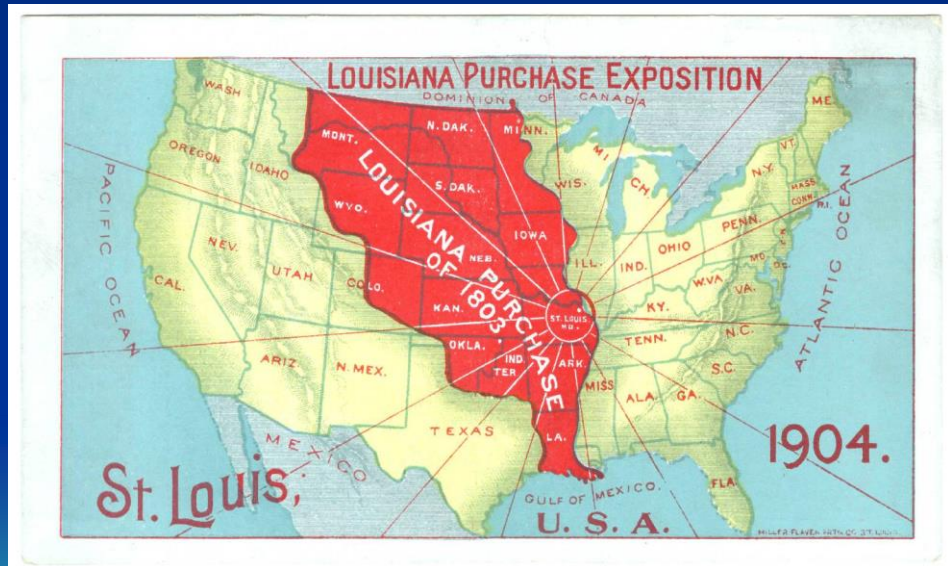 LOUISIANA PURCHASE EXPOSITION
DOMINION OF CANADA
WASH
OREGON
IDAHO
MONT.
N. DAK.
MINN.
ME.
VT.
N.Y.
MASS
CONN.
R.I.
S. DAK.
WIS.
MI
CH
WYO.
IOWA
NEB.
ILL.
IND.
OHIO
PENN.
MD.
W.VA
VA.
NEV.
UTAH
COLO.
KAN.
CAL.
ST. LOUIS
KY.
TENN.
N.C.
S.C.
ARIZ
N. MEX.
OKLA.
IND
TER
ARK.
MISS
ALA.
GA.
TEXAS
LA.
FLA.
LOUISIANA PURCHASE
OF 1803
PACIFIC OCEAN
ATLANTIC OCEAN
MEXICO
GULF OF MEXICO.
St. Louis,
U. S. A.
1904.